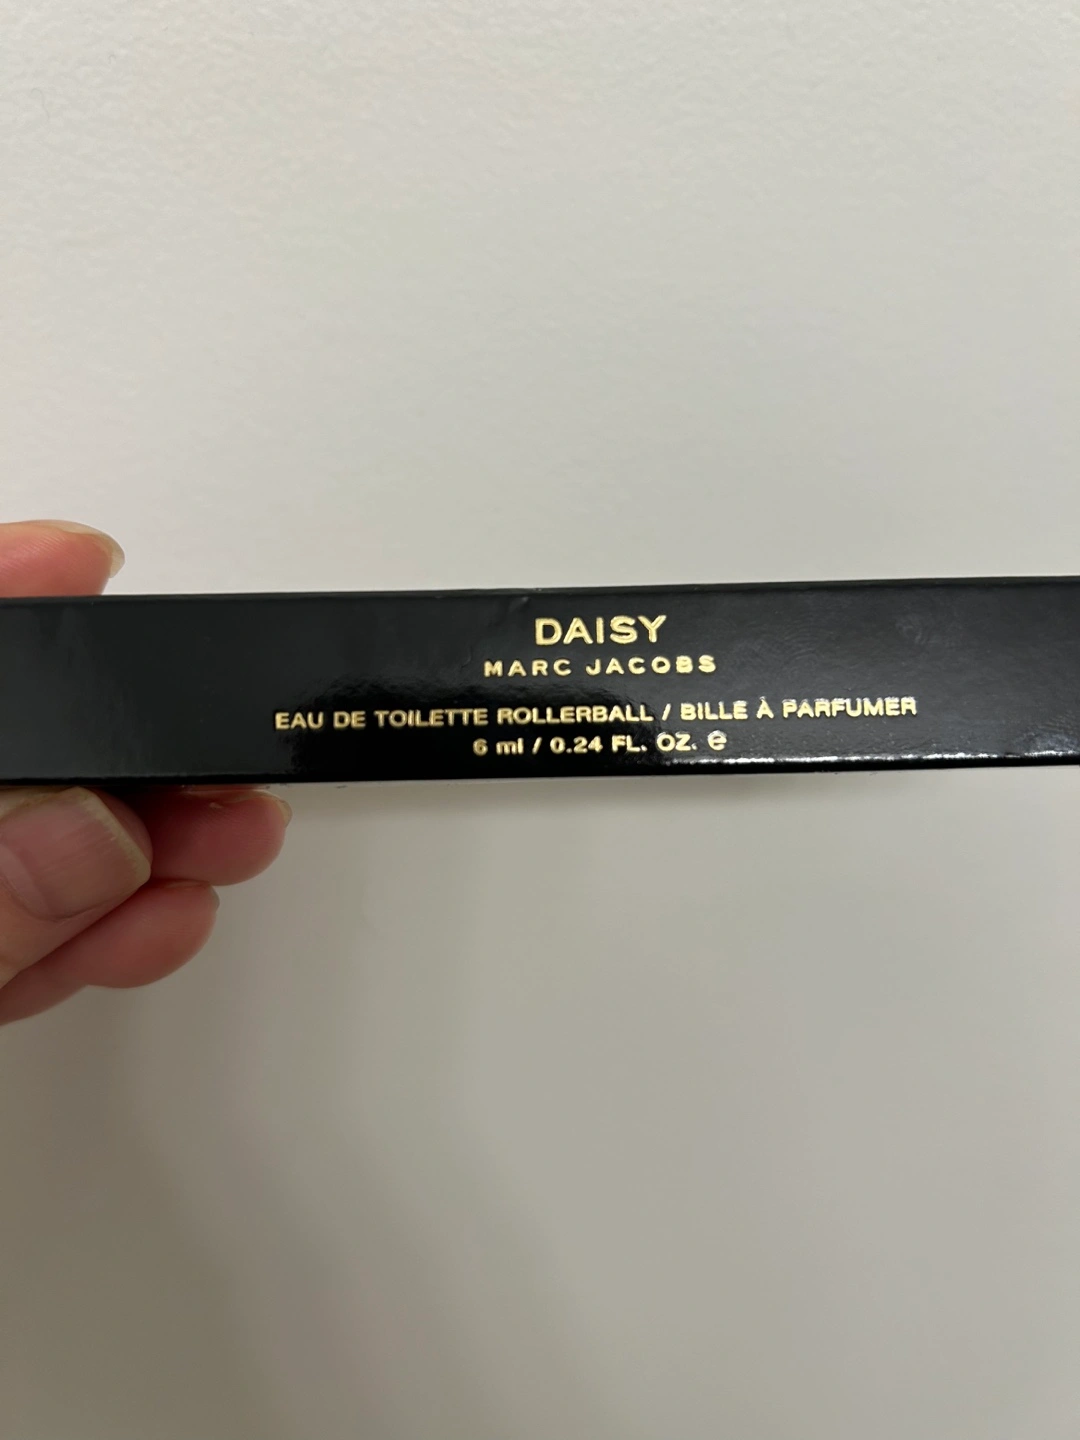 DAISY
MARC JACOBS
EAU DE TOILETTE ROLLERBALL / BILLE À PARFUMER
6 ml / 0.24 FL. OZ. ℮